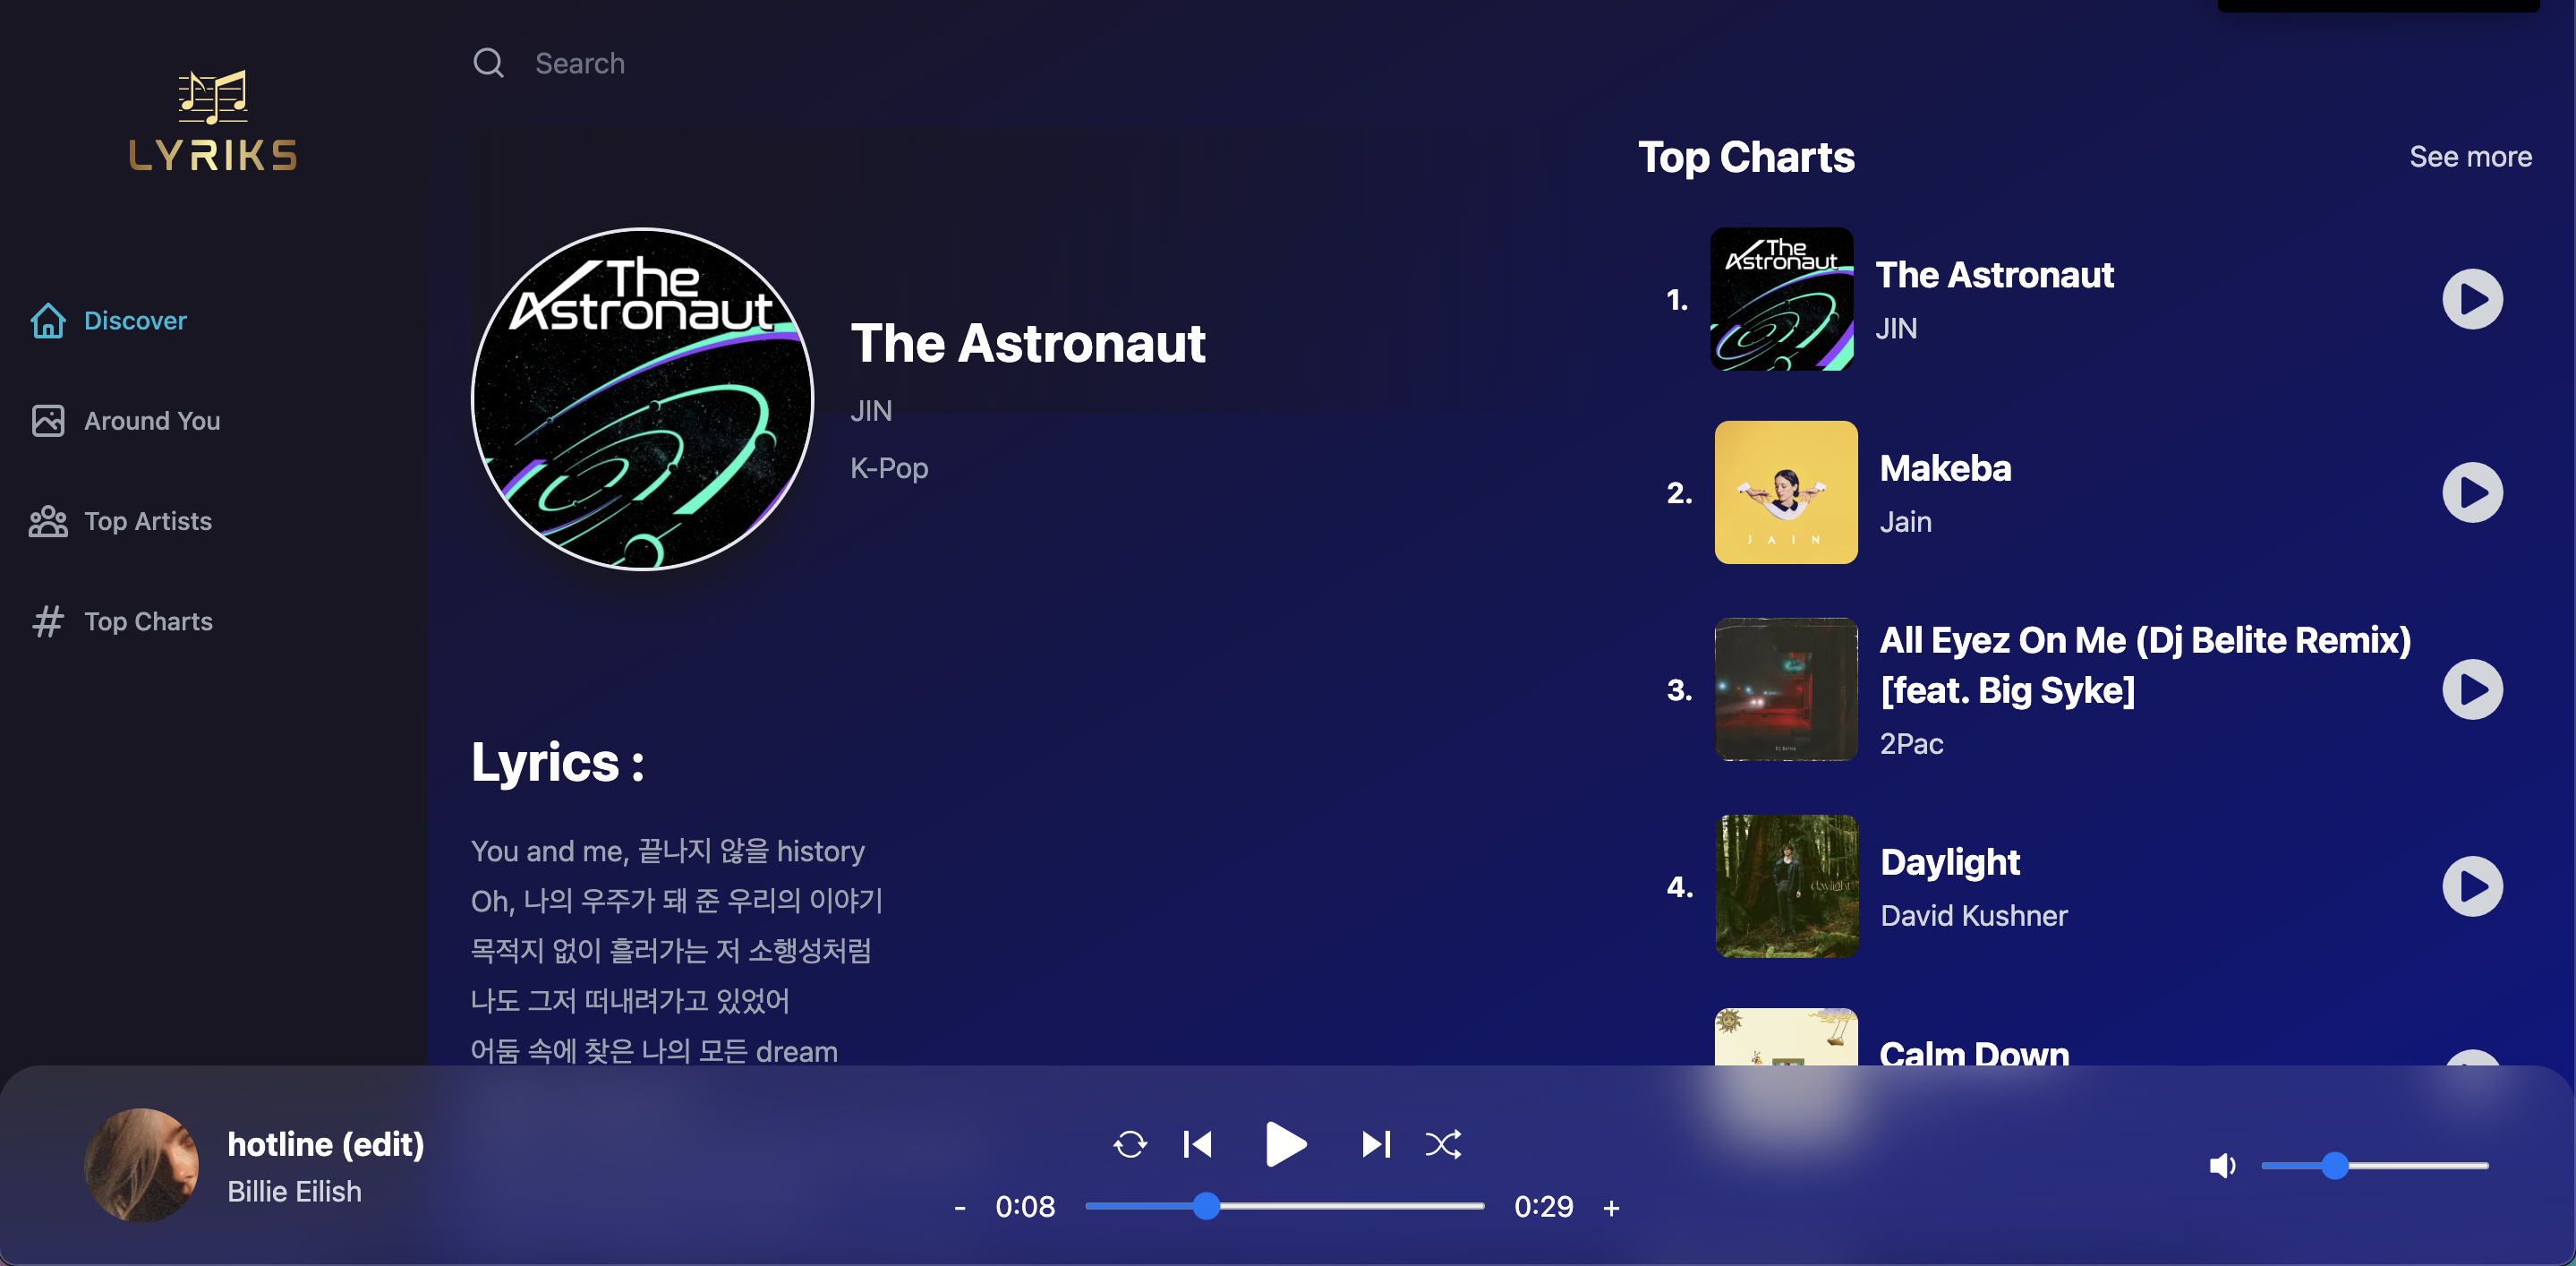 LYRIKS
Discover
Around You
Top Artists
Top Charts
Search
The
Astronaut
The Astronaut
JIN
K-Pop
Lyrics :
You and me, 끝나지 않을 history
Oh, 나의 우주가 돼 준 우리의 이야기
목적지 없이 흘러가는 저 소행성처럼
나도 그저 떠내려가고 있었어
어둠 속에 찾은 나의 모든 dream
Top Charts
See more
1.
The
Astronaut
The Astronaut
JIN
2.
JAIN
Makeba
Jain
3.
Dj Belite
All Eyez On Me (Dj Belite Remix)
[feat. Big Syke]
2Pac
4.
daylight
Daylight
David Kushner
Calm Down
hotline (edit)
Billie Eilish
- 0:08 0:29 +